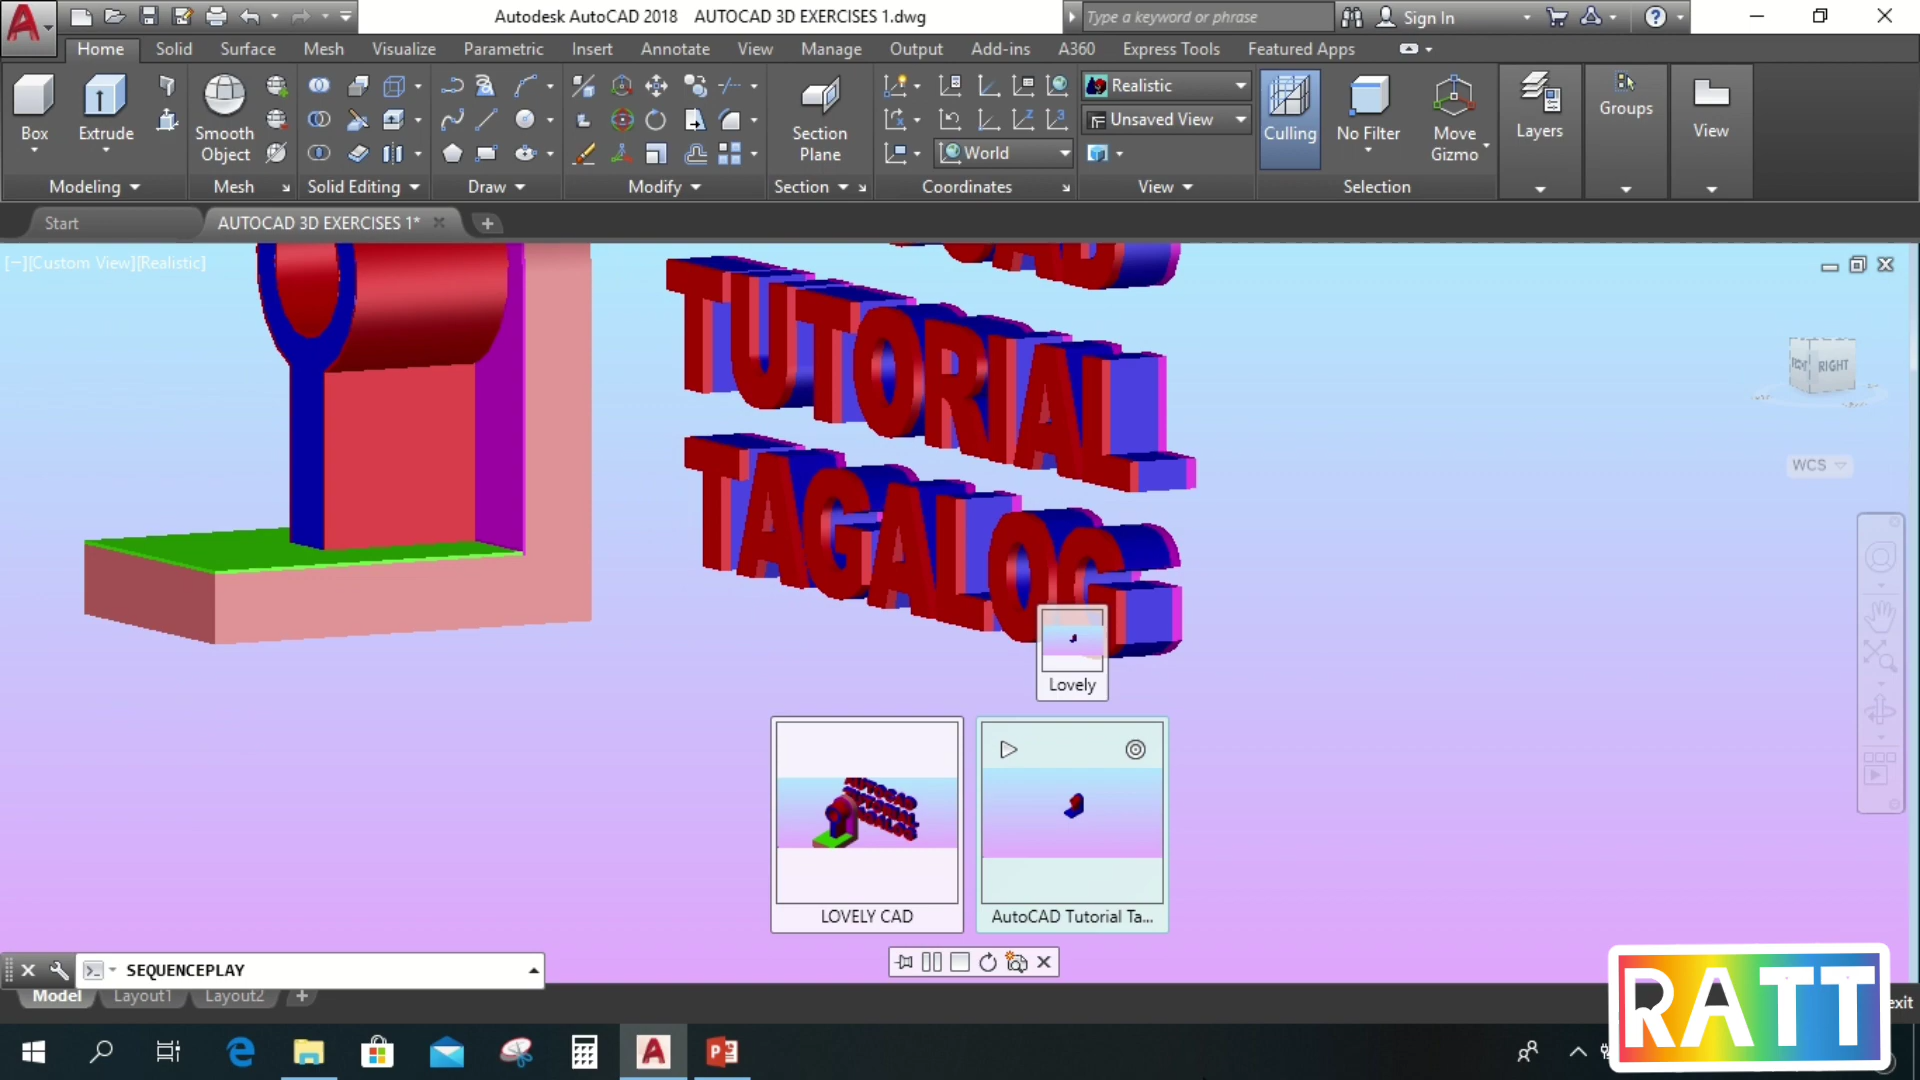 Autodesk AutoCAD 2018 AUTOCAD 3D EXERCISES 1.dwg
Type a keyword or phrase
Sign In
Home Solid Surface Mesh Visualize Parametric Insert Annotate View Manage Output Add-ins A360 Express Tools Featured Apps
Box
Extrude
Smooth Object
Section Plane
Realistic
Unsaved View
World
Culling
No Filter
Move Gizmo
Layers
Groups
View
Modeling
Mesh
Solid Editing
Draw
Modify
Section
Coordinates
View
Selection
Start
AUTOCAD 3D EXERCISES 1*
[−][Custom View][Realistic]
TUTORIAL
TAGALOG
RIGHT
WCS
Lovely
LOVELY CAD
AutoCAD Tutorial Ta...
SEQUENCEPLAY
Model
Layout1
Layout2
exit
RATT